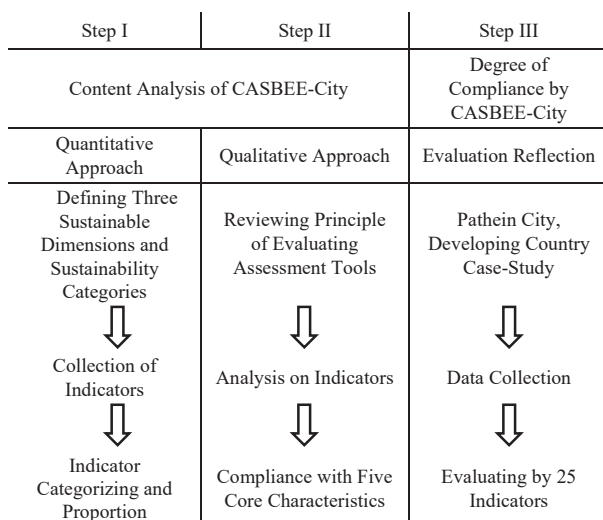 Step I
Step II
Step III
Content Analysis of CASBEE-City
Degree of
Compliance by
CASBEE-City
Quantitative
Approach
Qualitative Approach
Evaluation Reflection
Defining Three
Sustainable
Dimensions and
Sustainability
Categories
Reviewing Principle
of Evaluating
Assessment Tools
Pathein City,
Developing Country
Case-Study
Collection of
Indicators
Analysis on Indicators
Data Collection
Indicator
Categorizing and
Proportion
Compliance with Five
Core Characteristics
Evaluating by 25
Indicators